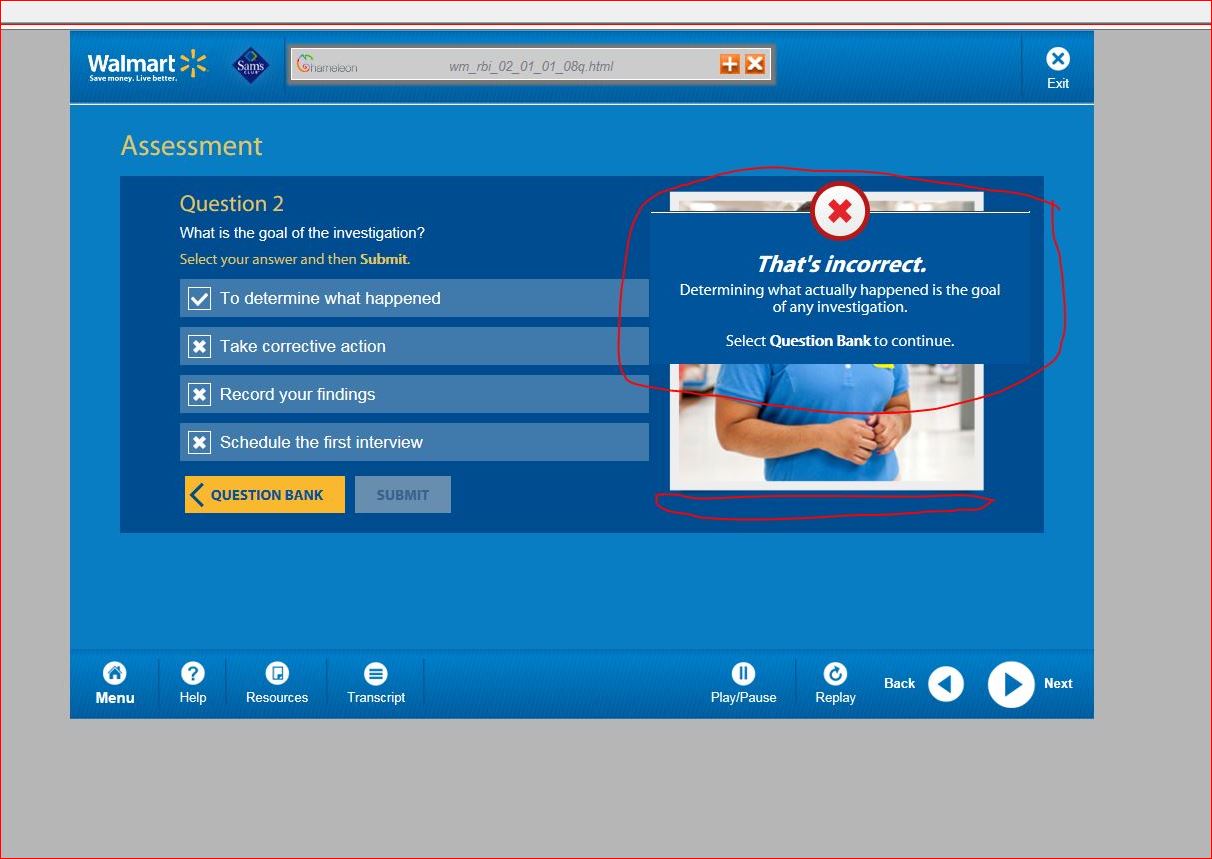 Walmart
Save money. Live better.
Sam's
CLUB
Chameleon
wm_rbi_02_01_01_08q.html
Exit
Assessment
Question 2
What is the goal of the investigation?
Select your answer and then Submit.
To determine what happened
Take corrective action
Record your findings
Schedule the first interview
QUESTION BANK
SUBMIT
That's incorrect.
Determining what actually happened is the goal
of any investigation.
Select Question Bank to continue.
Menu
Help
Resources
Transcript
Play/Pause
Replay
Back
Next